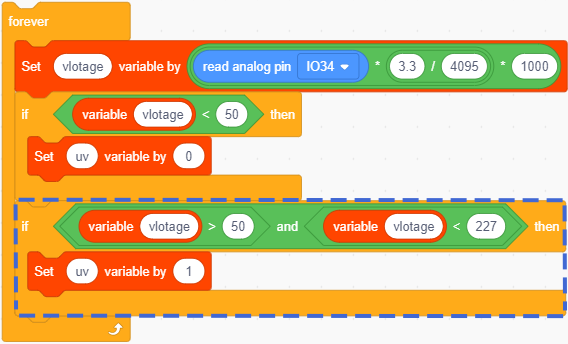 forever
Set vlotage variable by read analog pin IO34 * 3.3 / 4095 * 1000
if variable vlotage < 50 then
Set uv variable by 0
if variable vlotage > 50 and variable vlotage < 227 then
Set uv variable by 1